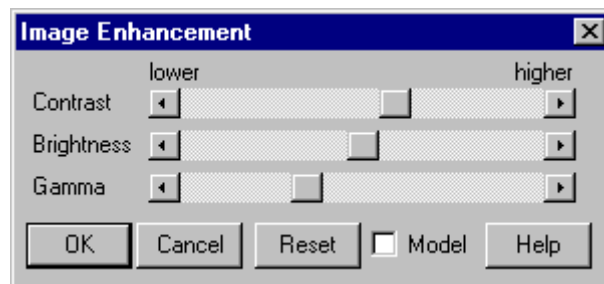 Image Enhancement
lower higher
Contrast
Brightness
Gamma
OK Cancel Reset Model Help